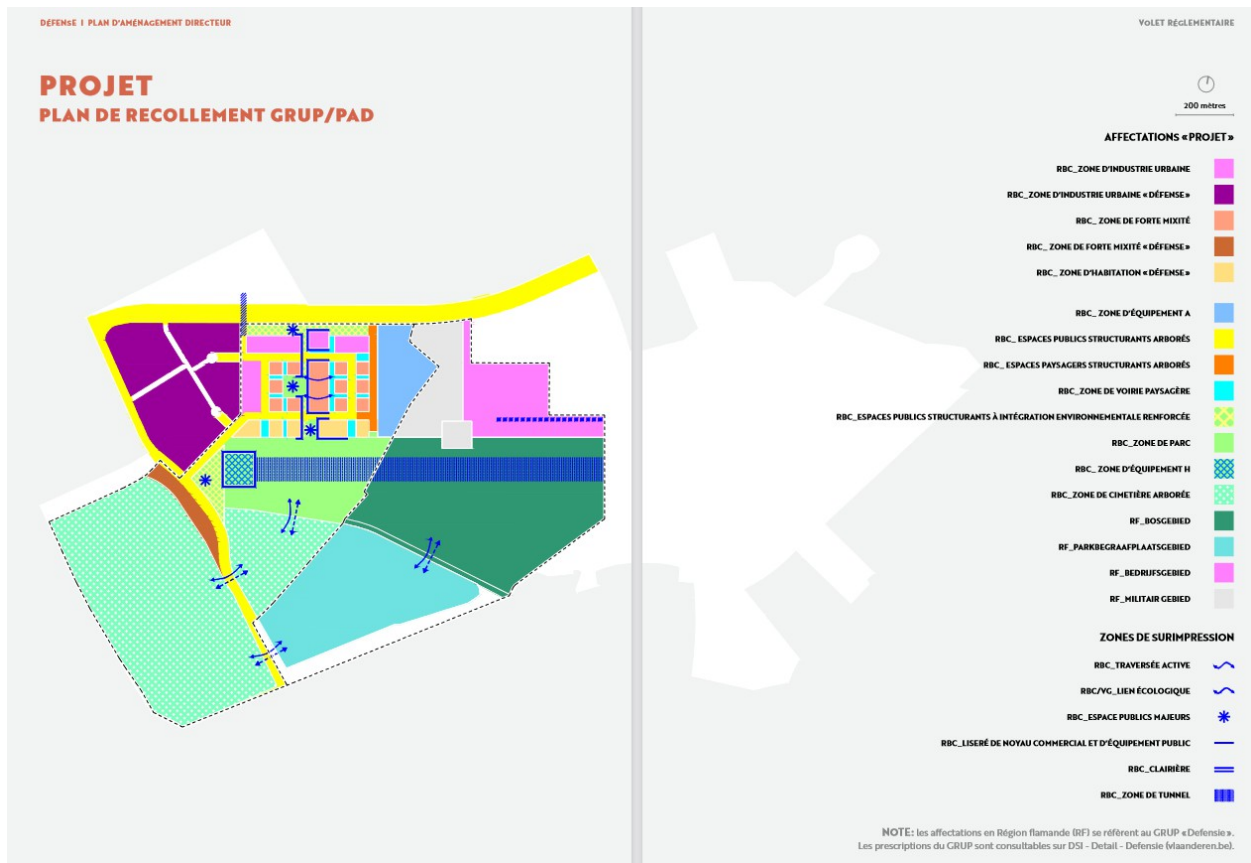 DÉFENSE I PLAN D'AMÉNAGEMENT DIRECTEUR
VOLET RÉGLEMENTAIRE
PROJET
PLAN DE RECOLLEMENT GRUP/PAD
200 mètres
AFFECTATIONS «PROJET»
RBC_ZONE D'INDUSTRIE URBAINE
RBC_ZONE D'INDUSTRIE URBAINE «DÉFENSE»
RBC_ ZONE DE FORTE MIXITÉ
RBC_ ZONE DE FORTE MIXITÉ «DÉFENSE»
RBC_ ZONE D'HABITATION «DÉFENSE»
RBC_ ZONE D'ÉQUIPEMENT A
RBC_ ESPACES PUBLICS STRUCTURANTS ARBORÉS
RBC_ ESPACES PAYSAGERS STRUCTURANTS ARBORÉS
RBC_ZONE DE VOIRIE PAYSAGÈRE
RBC_ESPACES PUBLICS STRUCTURANTS À INTÉGRATION ENVIRONNEMENTALE RENFORCÉE
RBC_ZONE DE PARC
RBC_ ZONE D'ÉQUIPEMENT H
RBC_ZONE DE CIMETIÈRE ARBORÉE
RF_BOSGEBIED
RF_PARKBEGRAAFPLAATSGEBIED
RF_BEDRIJFSGEBIED
RF_MILITAIR GEBIED
ZONES DE SURIMPRESSION
RBC_TRAVERSÉE ACTIVE
RBC/VG_LIEN ÉCOLOGIQUE
RBC_ESPACE PUBLICS MAJEURS
RBC_LISERÉ DE NOYAU COMMERCIAL ET D'ÉQUIPEMENT PUBLIC
RBC_CLAIRIÈRE
RBC_ZONE DE TUNNEL
NOTE: les affectations en Région flamande (RF) se réfèrent au GRUP «Defensie».
Les prescriptions du GRUP sont consultables sur DSI - Detail - Defensie (vlaanderen.be).